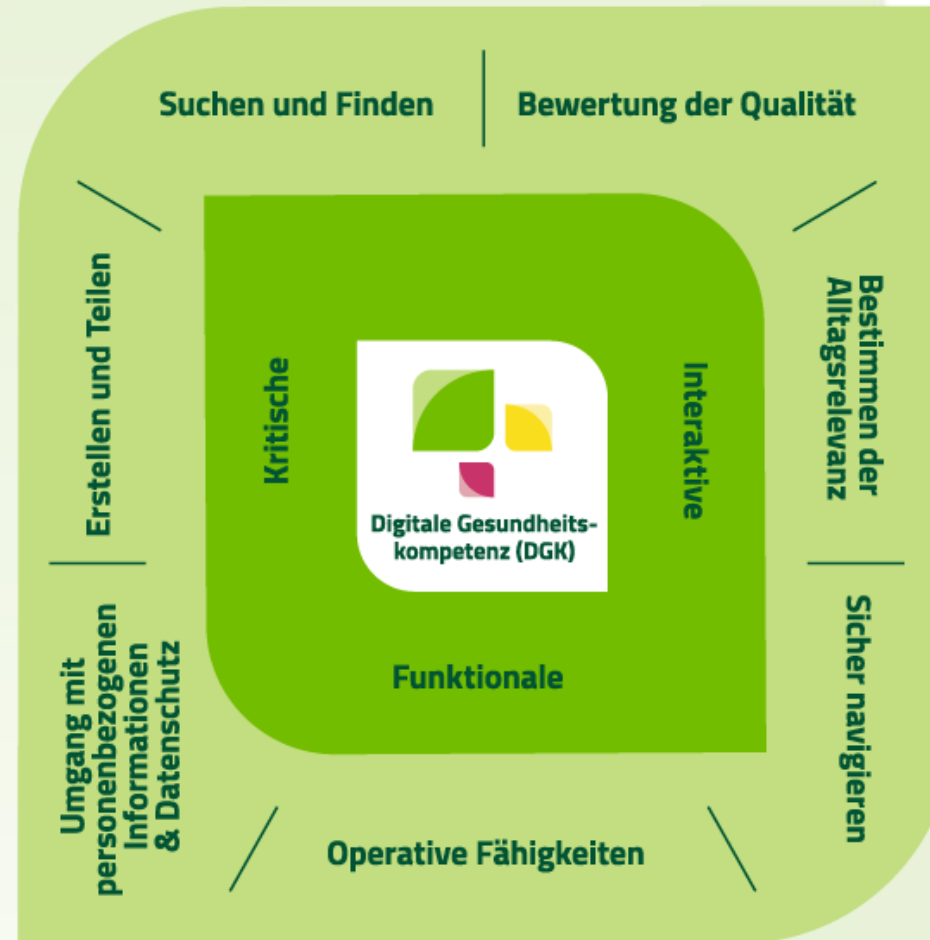 Suchen und Finden
Bewertung der Qualität
Erstellen und Teilen
Bestimmen der
Alltagsrelevanz
Kritische
Interaktive
Digitale Gesundheits-
kompetenz (DGK)
Funktionale
Umgang mit
personenbezogenen
Informationen
& Datenschutz
Sicher navigieren
Operative Fähigkeiten